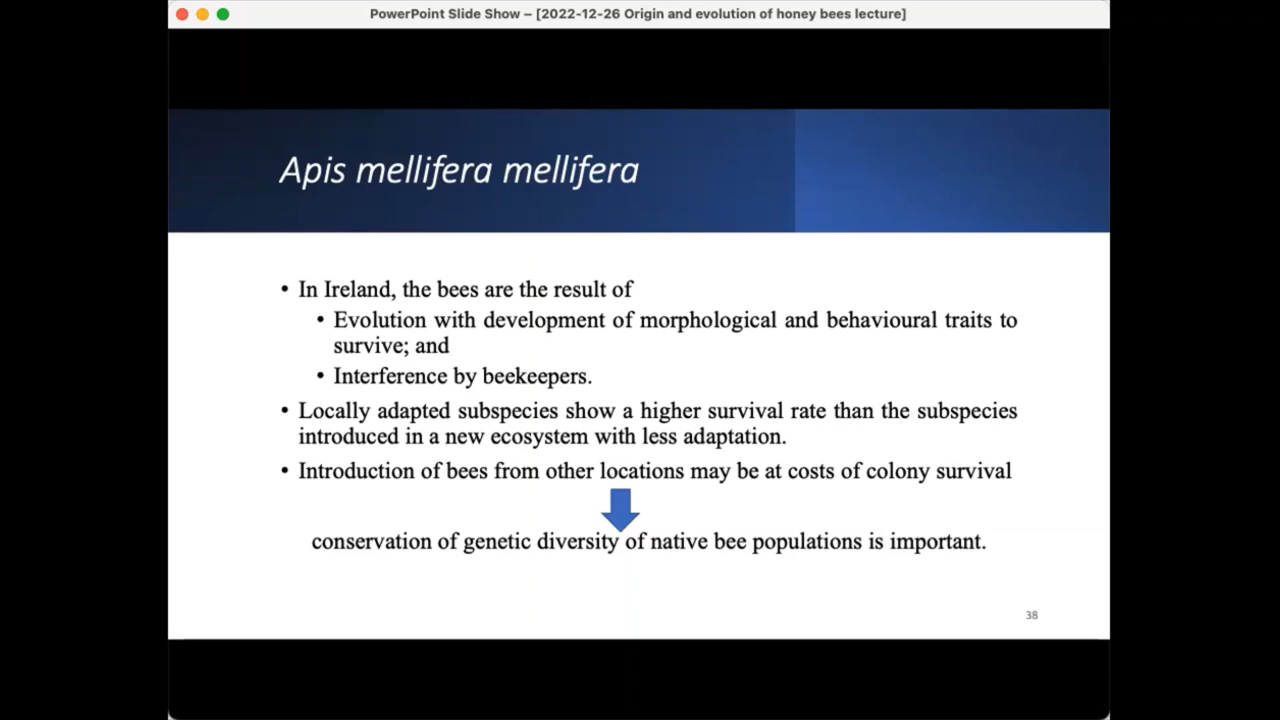 PowerPoint Slide Show – [2022-12-26 Origin and evolution of honey bees lecture]
Apis mellifera mellifera
• In Ireland, the bees are the result of
• Evolution with development of morphological and behavioural traits to
survive; and
• Interference by beekeepers.
• Locally adapted subspecies show a higher survival rate than the subspecies
introduced in a new ecosystem with less adaptation.
• Introduction of bees from other locations may be at costs of colony survival
conservation of genetic diversity of native bee populations is important.
38